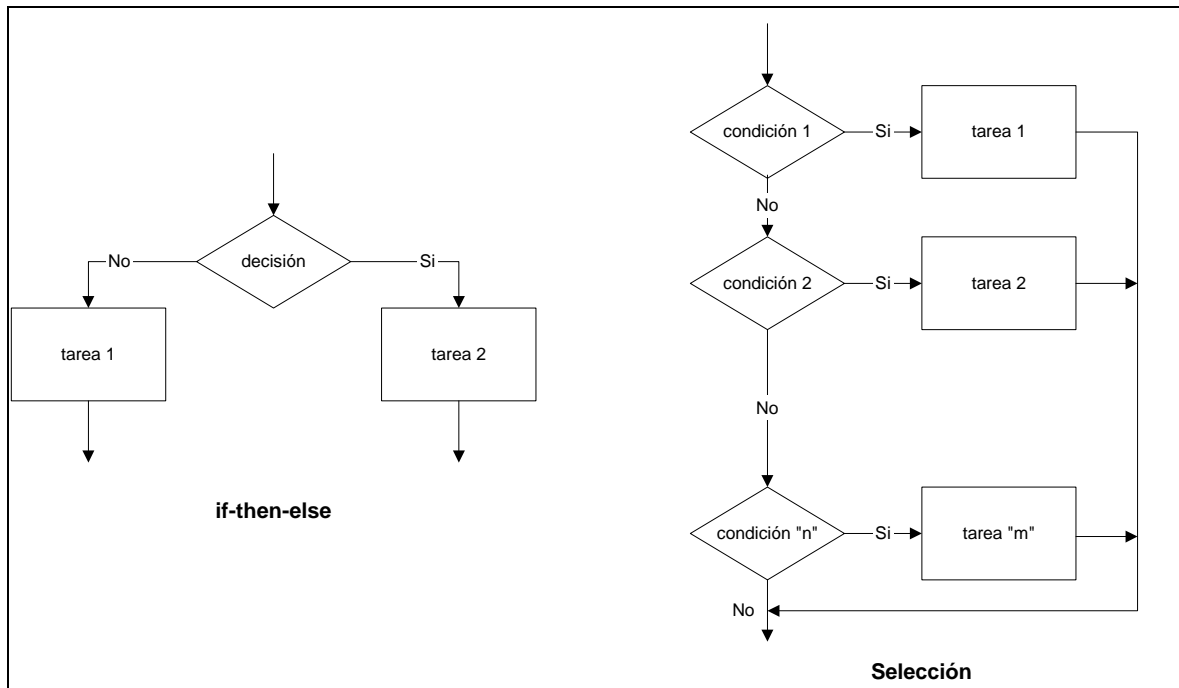 decisión
No
Si
tarea 1
tarea 2
if-then-else
condición 1
Si
tarea 1
No
condición 2
Si
tarea 2
No
condición "n"
Si
tarea "m"
No
Selección